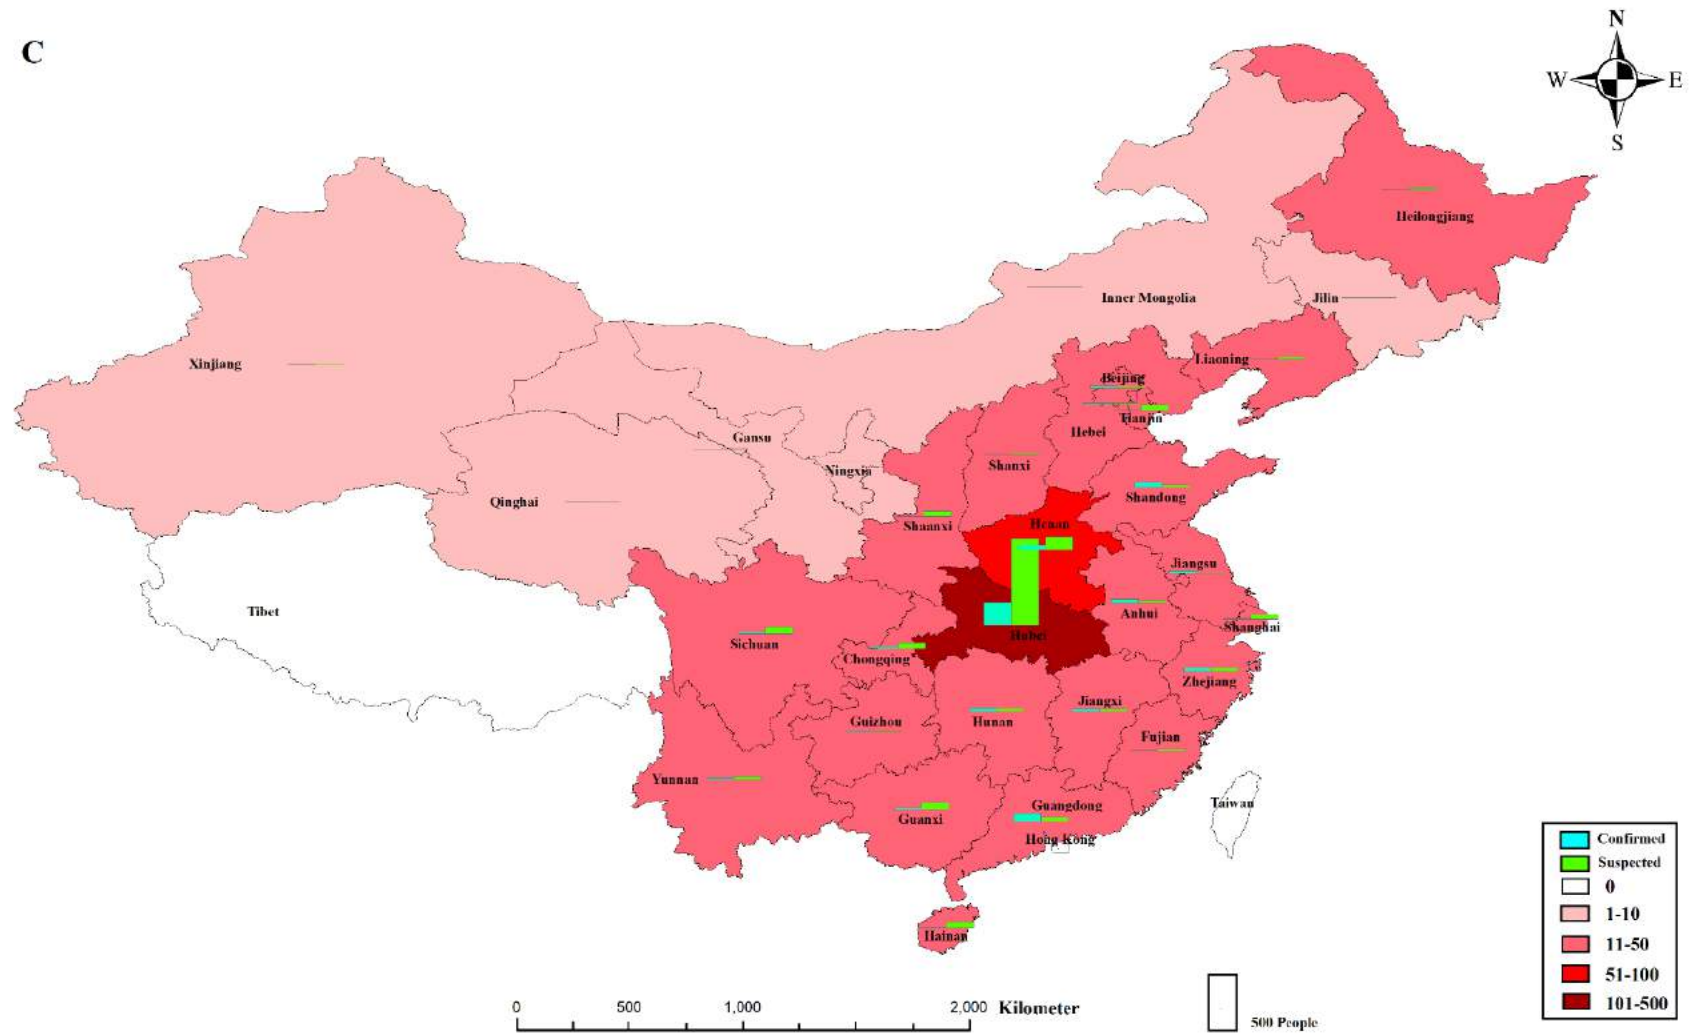 C
N
W E
S
Heilongjiang
Inner Mongolia
Jilin
Xinjiang
Liaoning
Beijing
Tianjin
Hebei
Gansu
Shanxi
Ningxia
Qinghai
Shandong
Shaanxi
Henan
Jiangsu
Tibet
Anhui
Shanghai
Hubei
Sichuan
Chongqing
Zhejiang
Jiangxi
Guizhou
Hunan
Fujian
Yunnan
Taiwan
Guangdong
Guanxi
Hong Kong
Hainan
Confirmed
Suspected
0
1-10
11-50
51-100
101-500
0 500 1,000 2,000 Kilometer
500 People